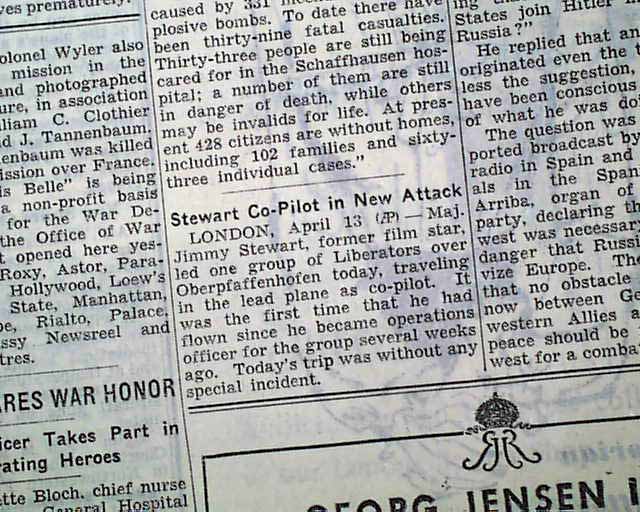 ves prematurely.
olonel Wyler also
mission in the
and photographed
ure, in association
liam C. Clothier
d J. Tannenbaum.
enbaum was killed
ission over France.
is Belle" is being
a non-profit basis
for the War De-
the Office of War
t opened here yes-
Roxy, Astor, Para-
Hollywood, Loew's
State, Manhattan,
e, Rialto, Palace,
ssy Newsreel and
tres.
ARES WAR HONOR
icer Takes Part in
rating Heroes
tte Bloch, chief nurse
General Hospital
caused by 331
plosive bombs. To date there have
been thirty-nine fatal casualties.
Thirty-three people are still being
cared for in the Schaffhausen hos-
pital; a number of them are still
in danger of death, while others
may be invalids for life. At pres-
ent 428 citizens are without homes,
including 102 families and sixty-
three individual cases."
Stewart Co-Pilot in New Attack
LONDON, April 13 (AP) — Maj.
Jimmy Stewart, former film star,
led one group of Liberators over
Oberpfaffenhofen today, traveling
in the lead plane as co-pilot. It
was the first time that he had
flown since he became operations
officer for the group several weeks
ago. Today's trip was without any
special incident.
ing
States join Hitler
Russia?"
He replied that an
originated even the
less the suggestion,
have been conscious
of what he was do
The question was
ported broadcast by
radio in Spain and
als in the Span
Arriba, organ of
party, declaring th
west was necessary
danger that Russi
vize Europe. The
that no obstacle
now between Ge
western Allies a
peace should be
west for a comba
GEORG JENSEN I